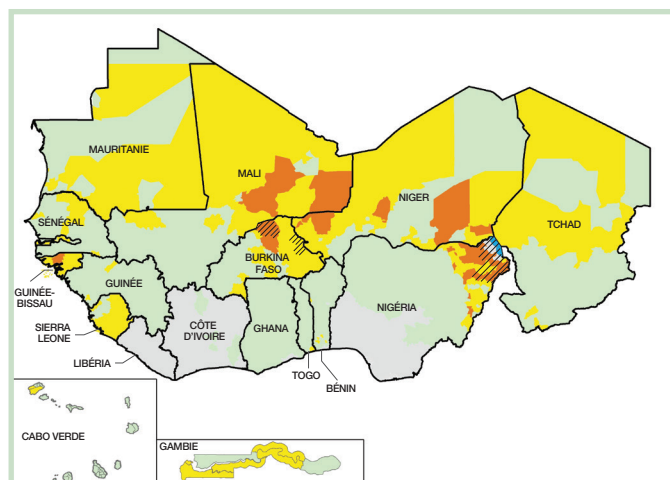 MAURITANIE
MALI
NIGER
TCHAD
SÉNÉGAL
BURKINA
FASO
GUINÉE-
BISSAU
GUINÉE
NIGÉRIA
SIERRA
LEONE
CÔTE
D'IVOIRE
GHANA
LIBÉRIA
TOGO
BÉNIN
CABO VERDE
GAMBIE